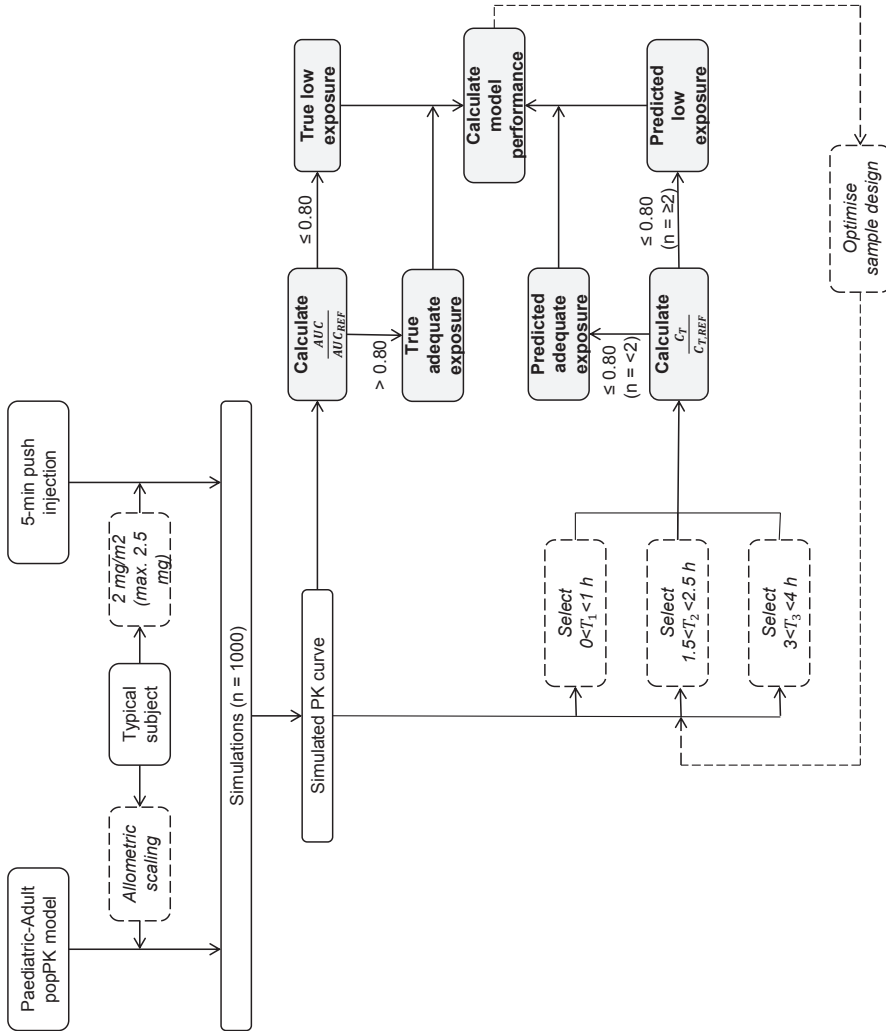 Paediatric-Adult
popPK model
Allometric
scaling
Typical
subject
2 mg/m2
(max. 2.5
mg)
5-min push
injection
Simulations (n = 1000)
Simulated PK curve
Calculate
AUC
AUC_REF
≤ 0.80
True low
exposure
> 0.80
True
adequate
exposure
Calculate
model
performance
Select
0<T₁<1 h
Select
1.5<T₂<2.5 h
Select
3<T₃<4 h
Calculate
C_T
C_T,REF
≤ 0.80
(n = <2)
Predicted adequate
exposure
≤ 0.80
(n = ≥2)
Predicted
low
exposure
Optimise
sample design